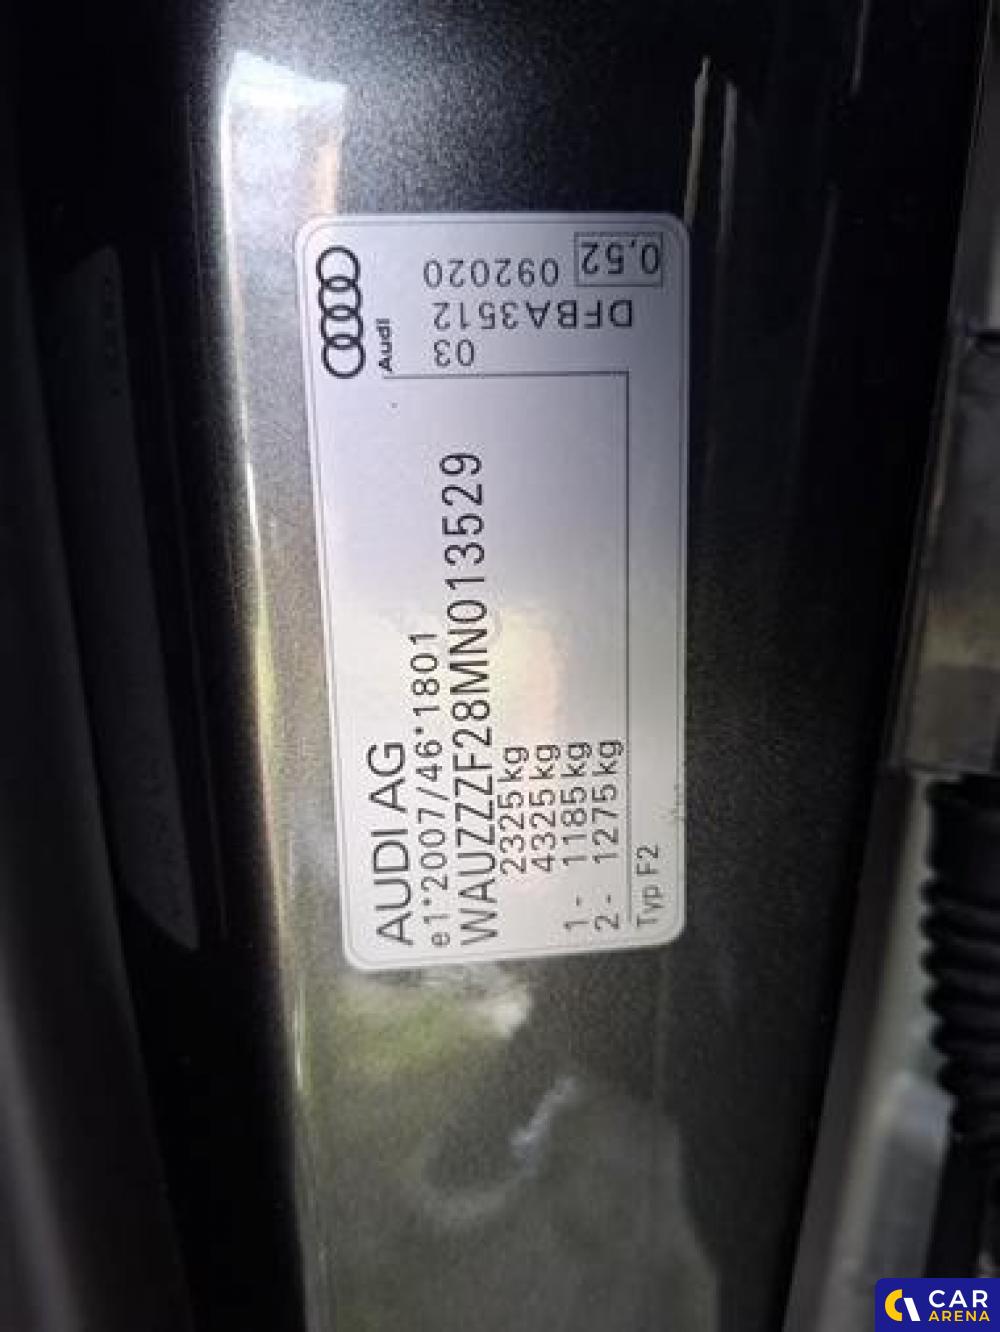 AUDI AG
e1*2007/46*1801
WAUZZZF28MN013529
2325kg
4325kg
1- 1185kg
2- 1275kg
Typ F2
Audi
03
DFBA3512
092020
0,52
CAR
ARENA